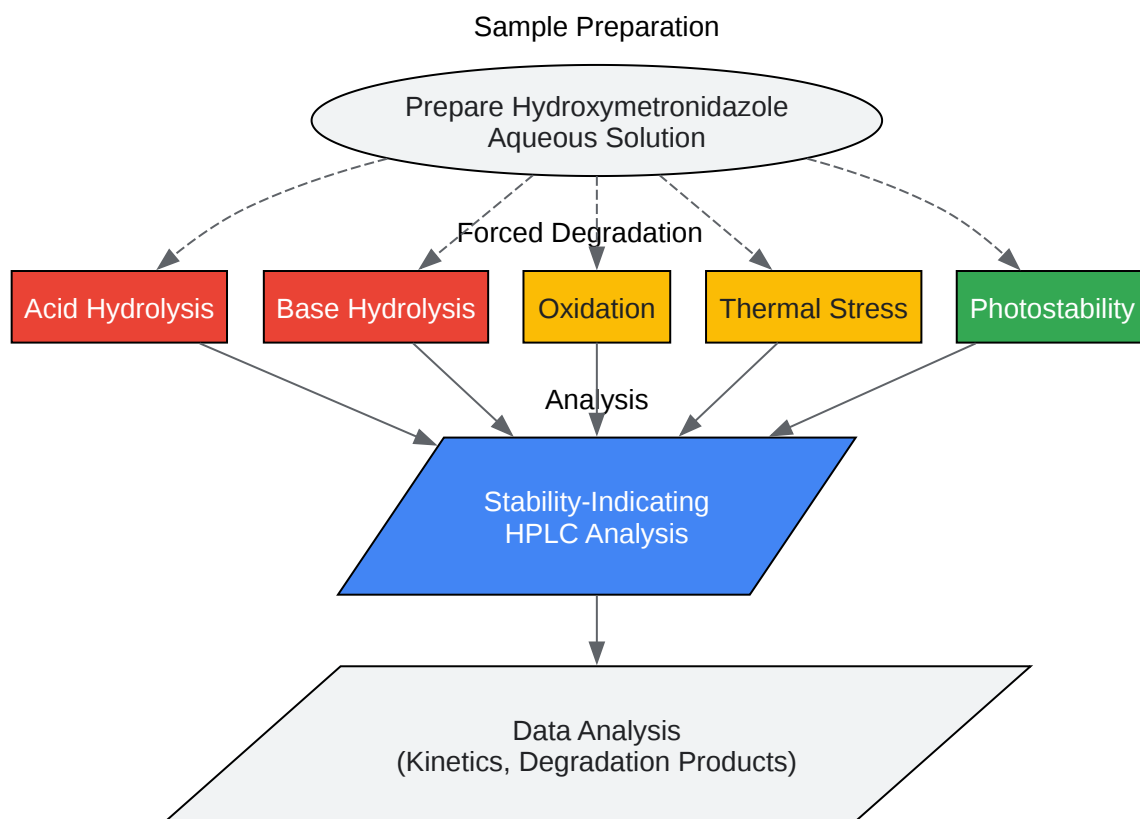 Sample Preparation
Prepare Hydroxymetronidazole
Aqueous Solution
Forced Degradation
Acid Hydrolysis
Base Hydrolysis
Oxidation
Thermal Stress
Photostability
Analysis
Stability-Indicating
HPLC Analysis
Data Analysis
(Kinetics, Degradation Products)